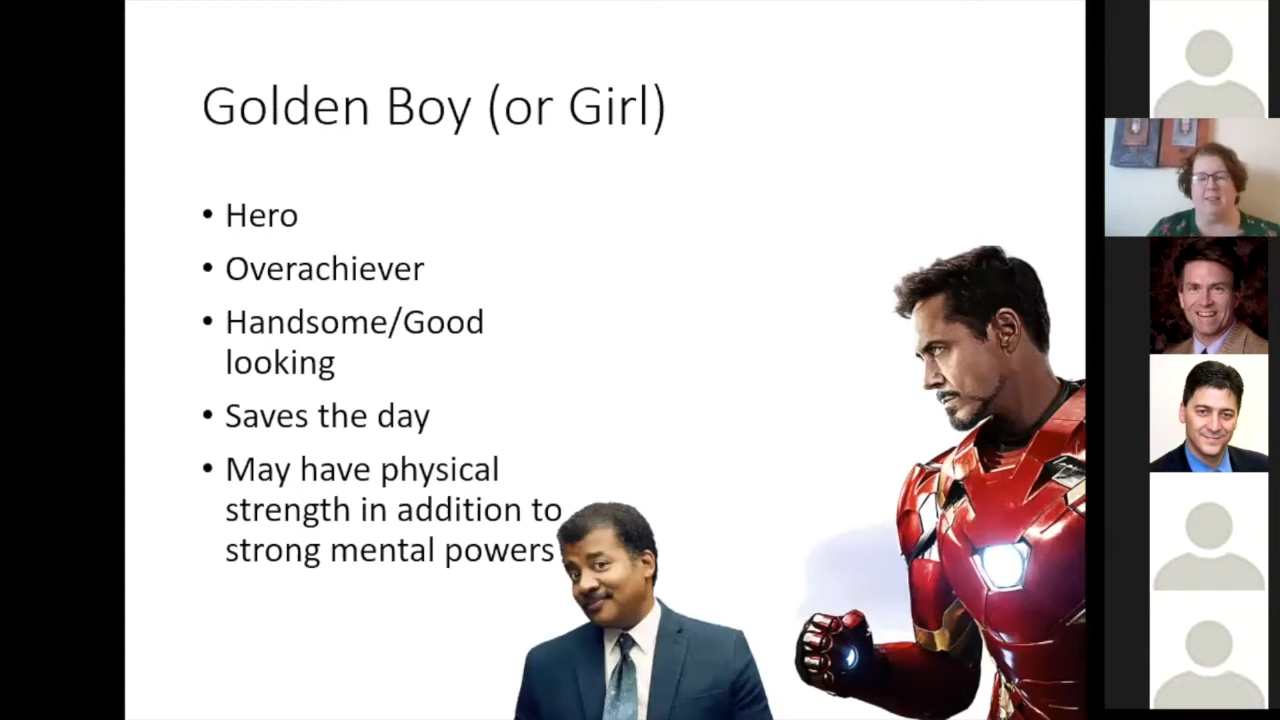 Golden Boy (or Girl)
• Hero
• Overachiever
• Handsome/Good
looking
• Saves the day
• May have physical
strength in addition to
strong mental powers